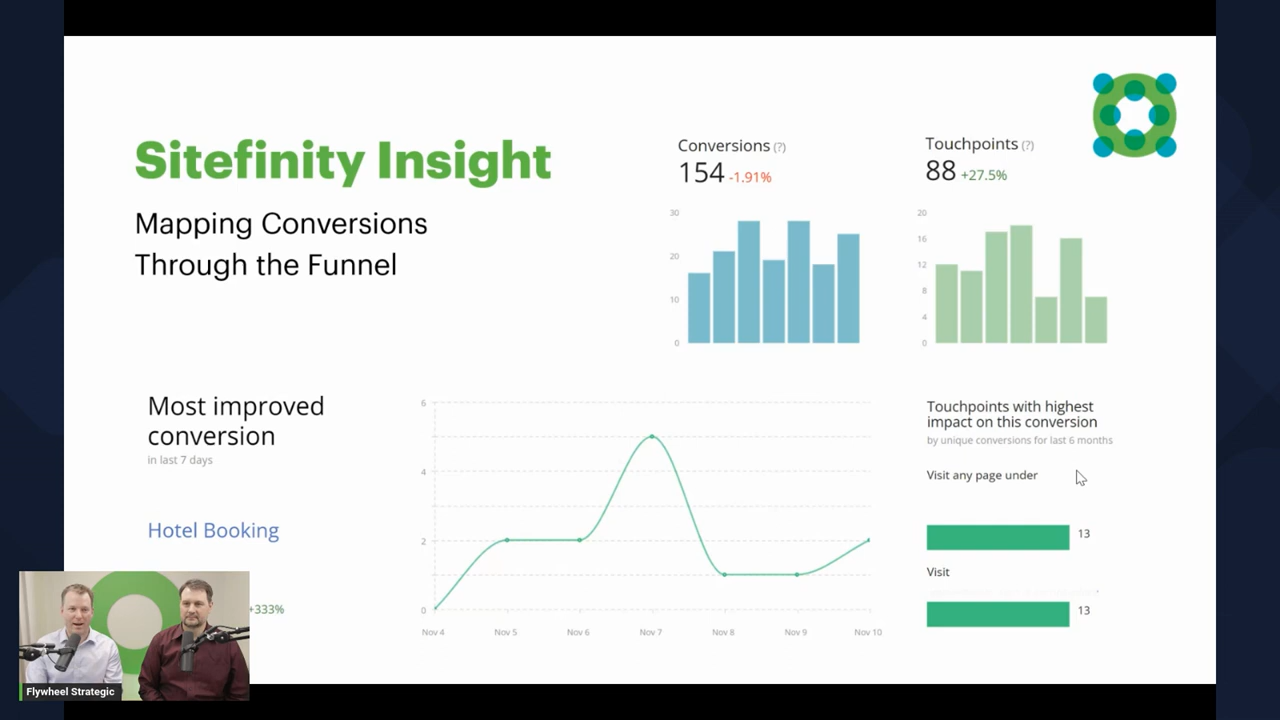 Sitefinity Insight
Mapping Conversions
Through the Funnel
Conversions (?)
154 -1.91%
30
20
10
0
Touchpoints (?)
88 +27.5%
20
16
12
8
4
0
Most improved
conversion
in last 7 days
Hotel Booking
+333%
6
4
2
0
Nov 4 Nov 5 Nov 6 Nov 7 Nov 8 Nov 9 Nov 10
Touchpoints with highest
impact on this conversion
by unique conversions for last 6 months
Visit any page under
13
Visit
13
Flywheel Strategic